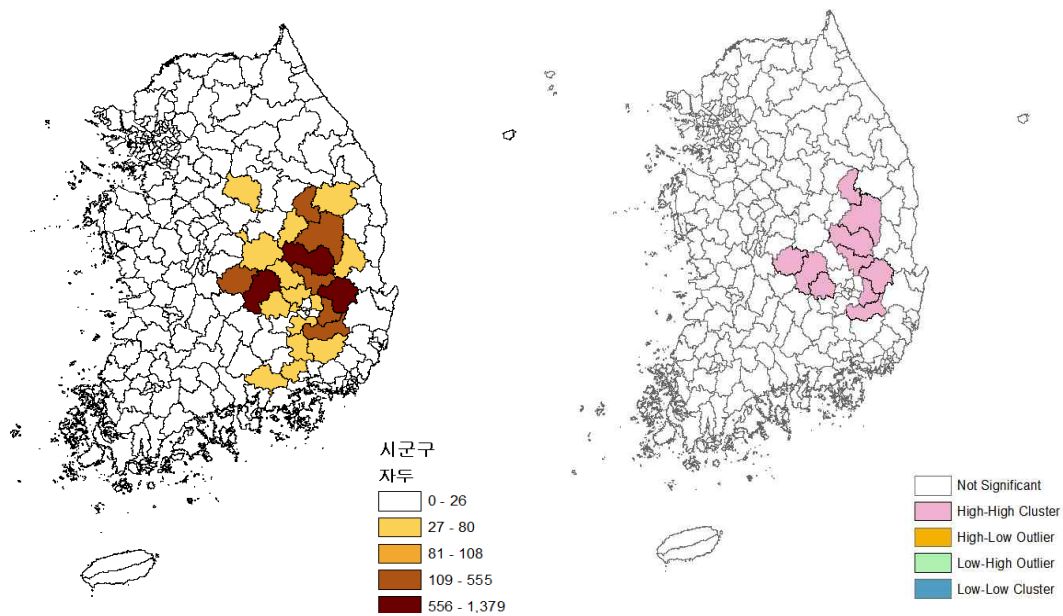 시군구
자두
0 - 26
27 - 80
81 - 108
109 - 555
556 - 1,379
Not Significant
High-High Cluster
High-Low Outlier
Low-High Outlier
Low-Low Cluster